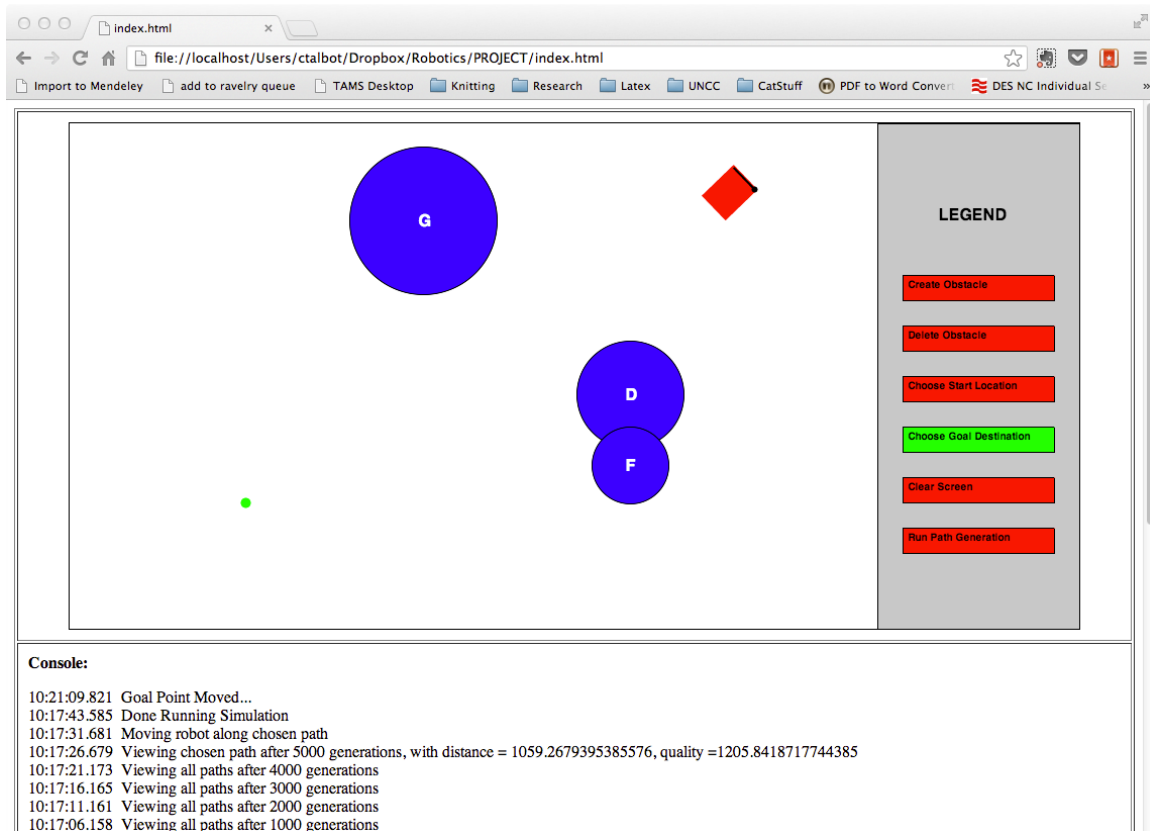 index.html
file://localhost/Users/ctalbot/Dropbox/Robotics/PROJECT/index.html
Import to Mendeley add to ravelry queue TAMS Desktop Knitting Research Latex UNCC CatStuff PDF to Word Convert DES NC Individual Se »
G
LEGEND
Create Obstacle
Delete Obstacle
Choose Start Location
D
Choose Goal Destination
F
Clear Screen
Run Path Generation
Console:
10:21:09.821 Goal Point Moved...
10:17:43.585 Done Running Simulation
10:17:31.681 Moving robot along chosen path
10:17:26.679 Viewing chosen path after 5000 generations, with distance = 1059.2679395385576, quality =1205.8418717744385
10:17:21.173 Viewing all paths after 4000 generations
10:17:16.165 Viewing all paths after 3000 generations
10:17:11.161 Viewing all paths after 2000 generations
10:17:06.158 Viewing all paths after 1000 generations